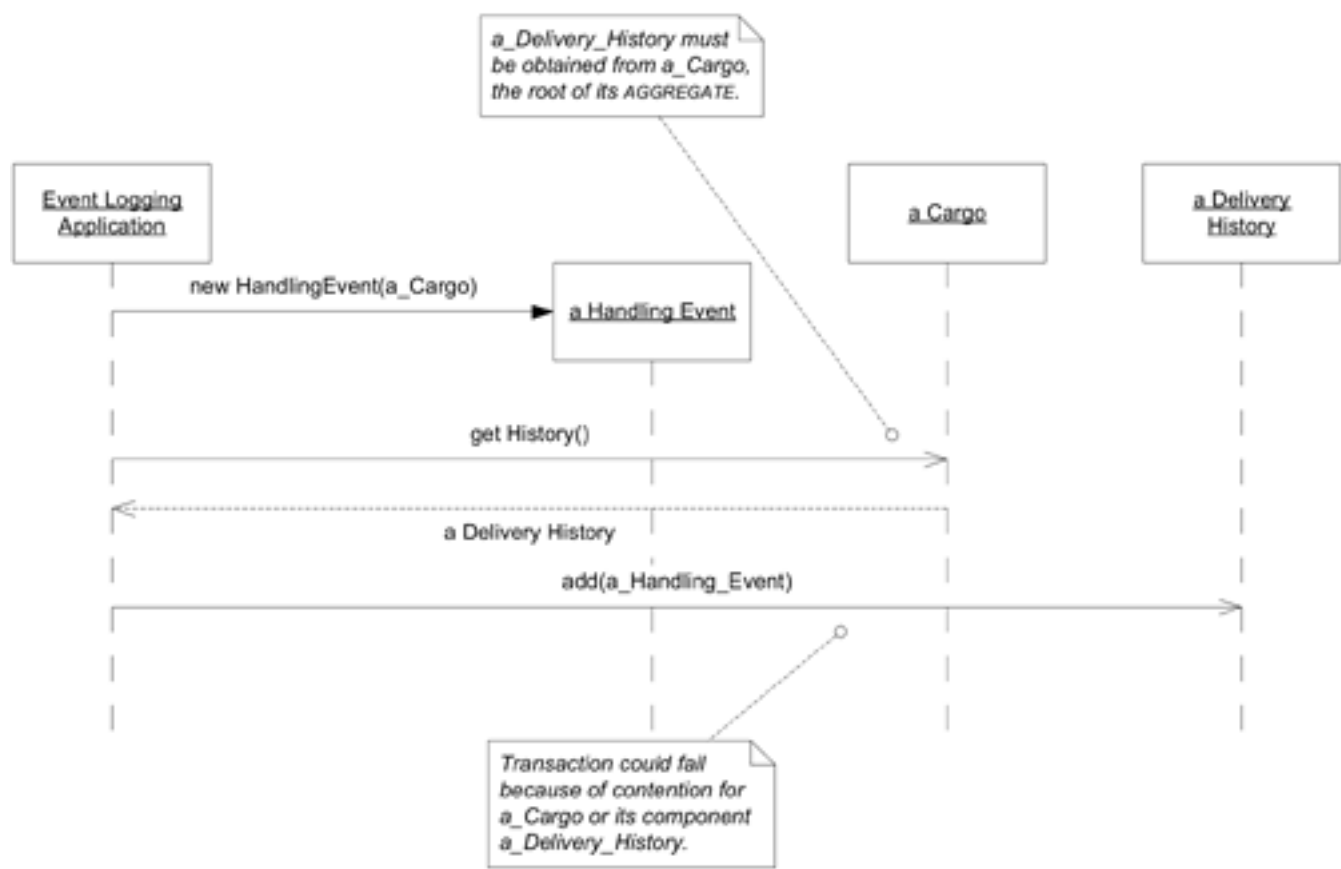 a_Delivery_History must
be obtained from a_Cargo,
the root of its AGGREGATE.
Event Logging
Application
a Cargo
a Delivery
History
new HandlingEvent(a_Cargo)
a Handling Event
get History()
a Delivery History
add(a_Handling_Event)
Transaction could fail
because of contention for
a_Cargo or its component
a_Delivery_History.